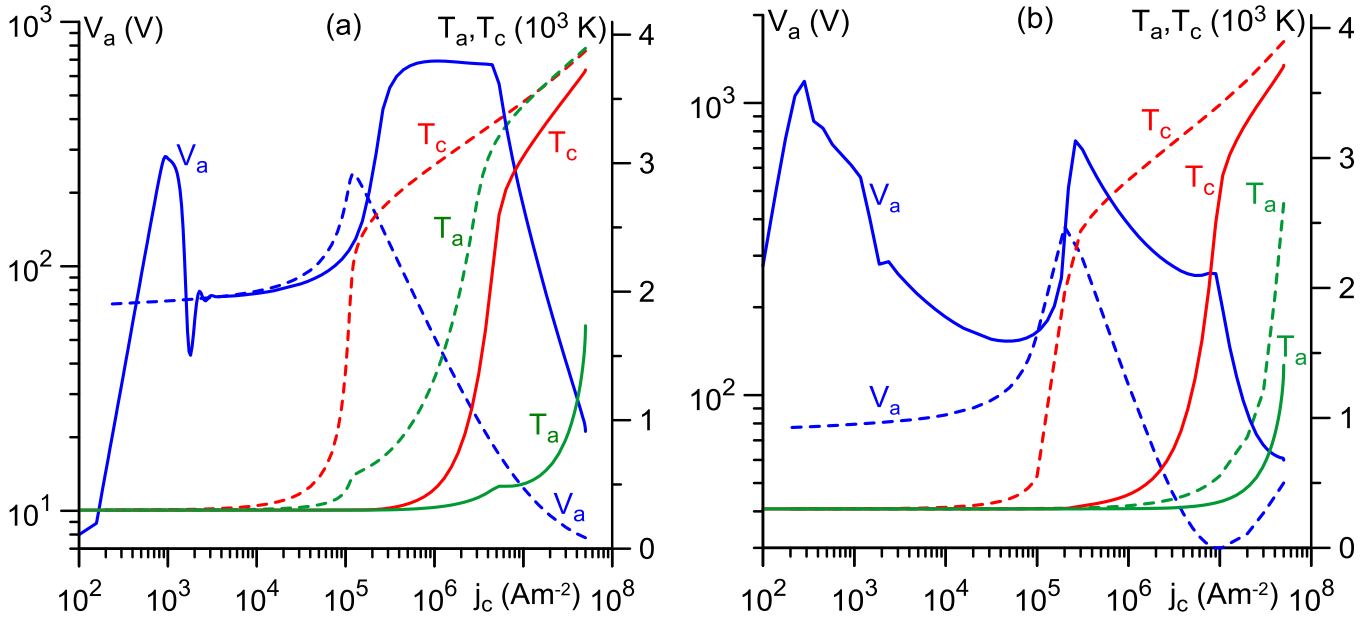 10³ V_a (V) (a) T_a,T_c (10³ K) 4
V_a T_c T_c 3
10² T_a 2
T_a 1
10¹ V_a 0
10² 10³ 10⁴ 10⁵ 10⁶ j_c (Am⁻²) 10⁸
V_a (V) (b) T_a,T_c (10³ K) 4
10³ T_c 3
V_a T_c T_a
2
10² V_a T_a 1
0
10² 10³ 10⁴ 10⁵ 10⁶ j_c (Am⁻²) 10⁸